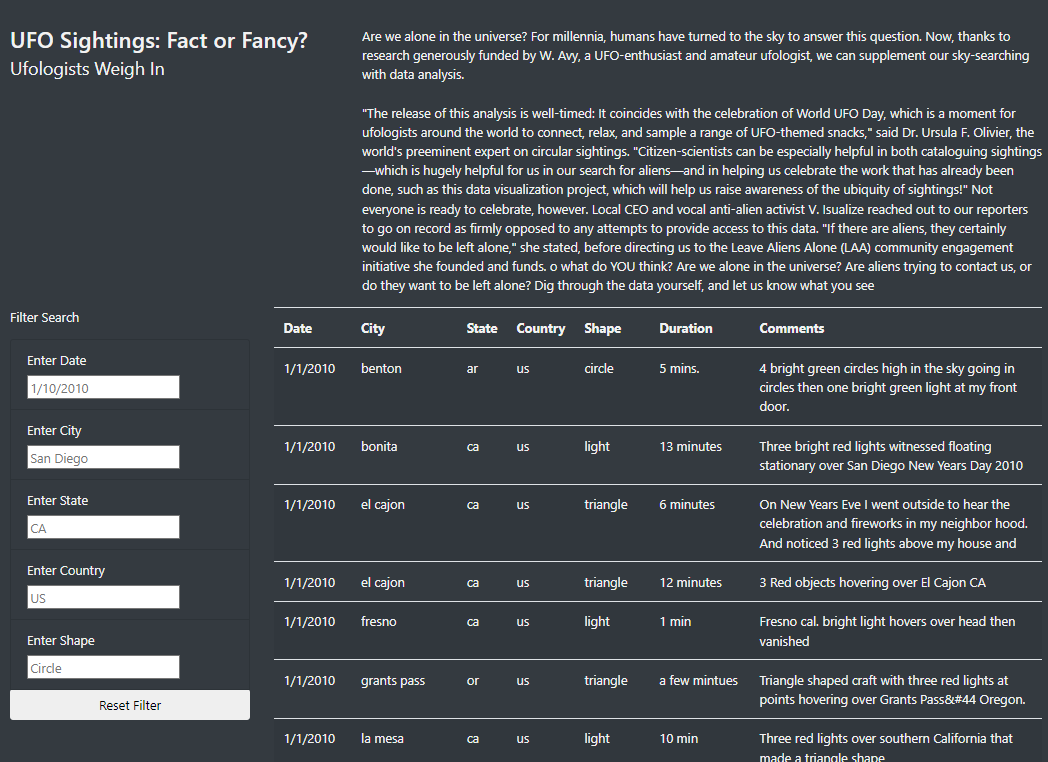 UFO Sightings: Fact or Fancy?
Ufologists Weigh In
Are we alone in the universe? For millennia, humans have turned to the sky to answer this question. Now, thanks to
research generously funded by W. Avy, a UFO-enthusiast and amateur ufologist, we can supplement our sky-searching
with data analysis.
"The release of this analysis is well-timed: It coincides with the celebration of World UFO Day, which is a moment for
ufologists around the world to connect, relax, and sample a range of UFO-themed snacks," said Dr. Ursula F. Olivier, the
world's preeminent expert on circular sightings. "Citizen-scientists can be especially helpful in both cataloguing sightings
—which is hugely helpful for us in our search for aliens—and in helping us celebrate the work that has already been
done, such as this data visualization project, which will help us raise awareness of the ubiquity of sightings!" Not
everyone is ready to celebrate, however. Local CEO and vocal anti-alien activist V. Isualize reached out to our reporters
to go on record as firmly opposed to any attempts to provide access to this data. "If there are aliens, they certainly
would like to be left alone," she stated, before directing us to the Leave Aliens Alone (LAA) community engagement
initiative she founded and funds. o what do YOU think? Are we alone in the universe? Are aliens trying to contact us, or
do they want to be left alone? Dig through the data yourself, and let us know what you see
Filter Search
Enter Date
1/10/2010
Enter City
San Diego
Enter State
CA
Enter Country
US
Enter Shape
Circle
Reset Filter
Date City State Country Shape Duration Comments
1/1/2010 benton ar us circle 5 mins. 4 bright green circles high in the sky going in
circles then one bright green light at my front
door.
1/1/2010 bonita ca us light 13 minutes Three bright red lights witnessed floating
stationary over San Diego New Years Day 2010
1/1/2010 el cajon ca us triangle 6 minutes On New Years Eve I went outside to hear the
celebration and fireworks in my neighbor hood.
And noticed 3 red lights above my house and
1/1/2010 el cajon ca us triangle 12 minutes 3 Red objects hovering over El Cajon CA
1/1/2010 fresno ca us light 1 min Fresno cal. bright light hovers over head then
vanished
1/1/2010 grants pass or us triangle a few mintues Triangle shaped craft with three red lights at
points hovering over Grants Pass&#44 Oregon.
1/1/2010 la mesa ca us light 10 min Three red lights over southern California that
made a triangle shape